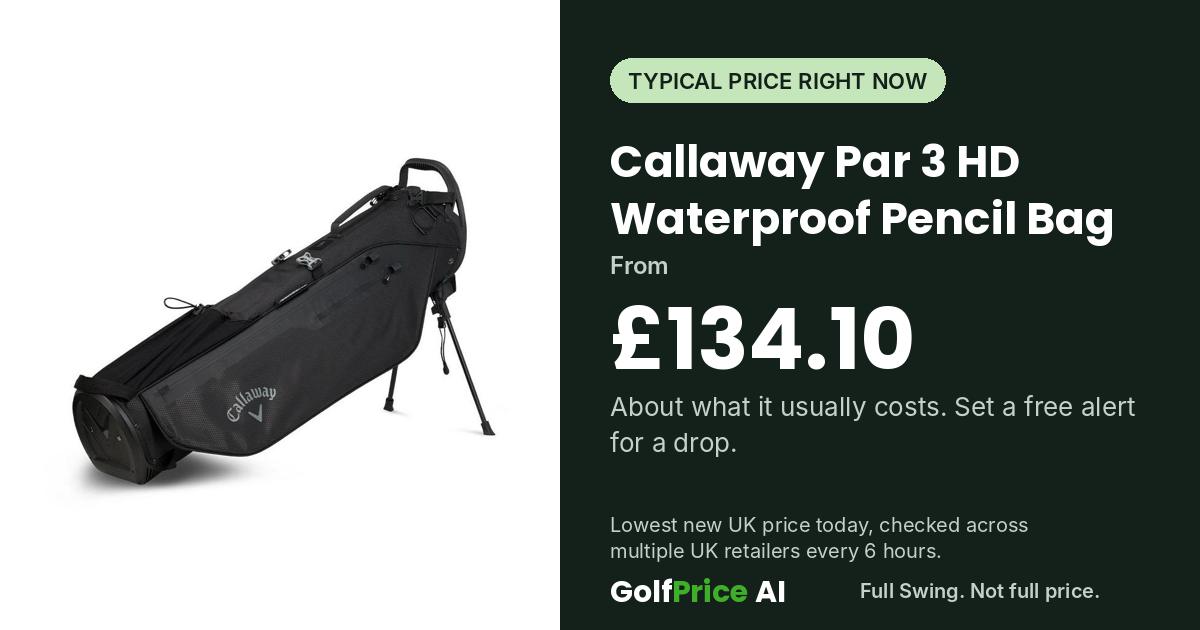 TYPICAL PRICE RIGHT NOW
Callaway Par 3 HD
Waterproof Pencil Bag
From
£134.10
About what it usually costs. Set a free alert
for a drop.
Lowest new UK price today, checked across
multiple UK retailers every 6 hours.
GolfPrice AI
Full Swing. Not full price.
Callaway